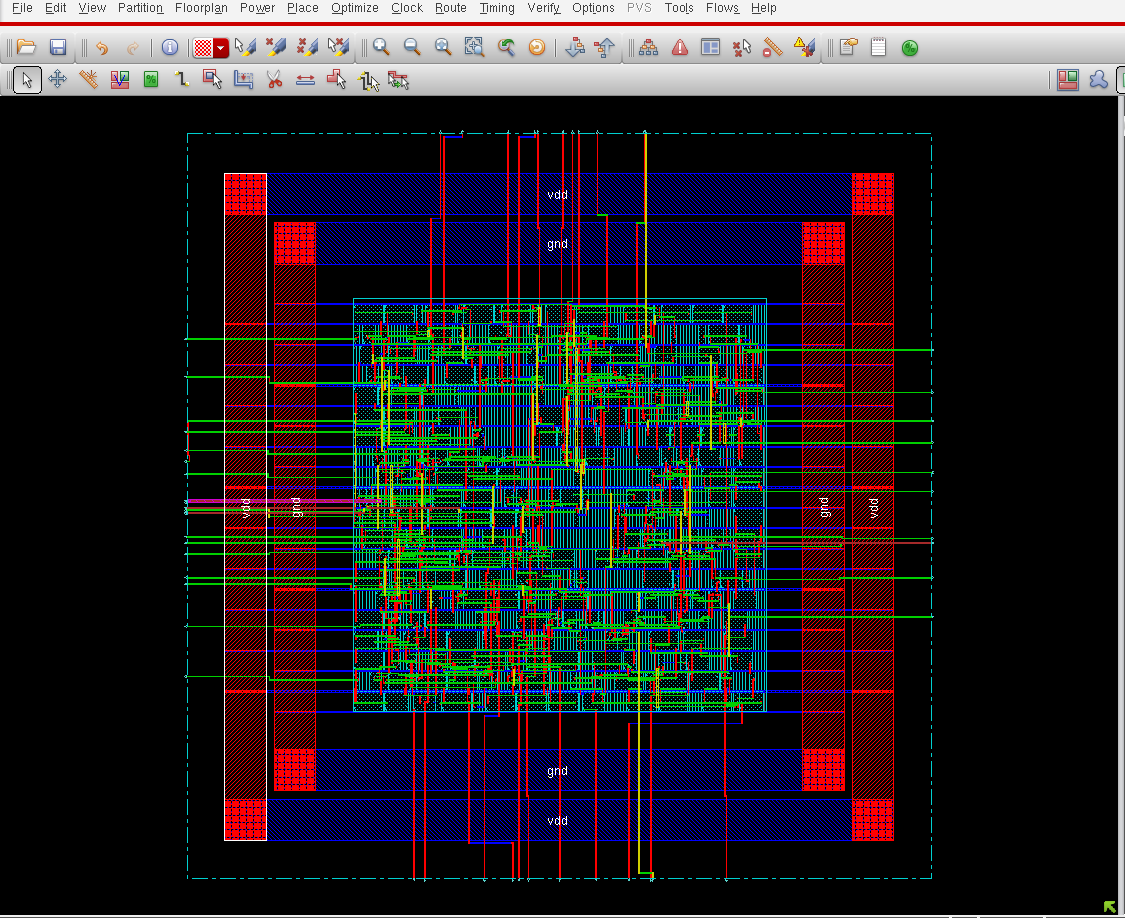 File Edit View Partition Floorplan Power Place Optimize Clock Route Timing Verify Options PVS Tools Flows Help
vdd
gnd
vdd gnd gnd vdd
gnd
vdd